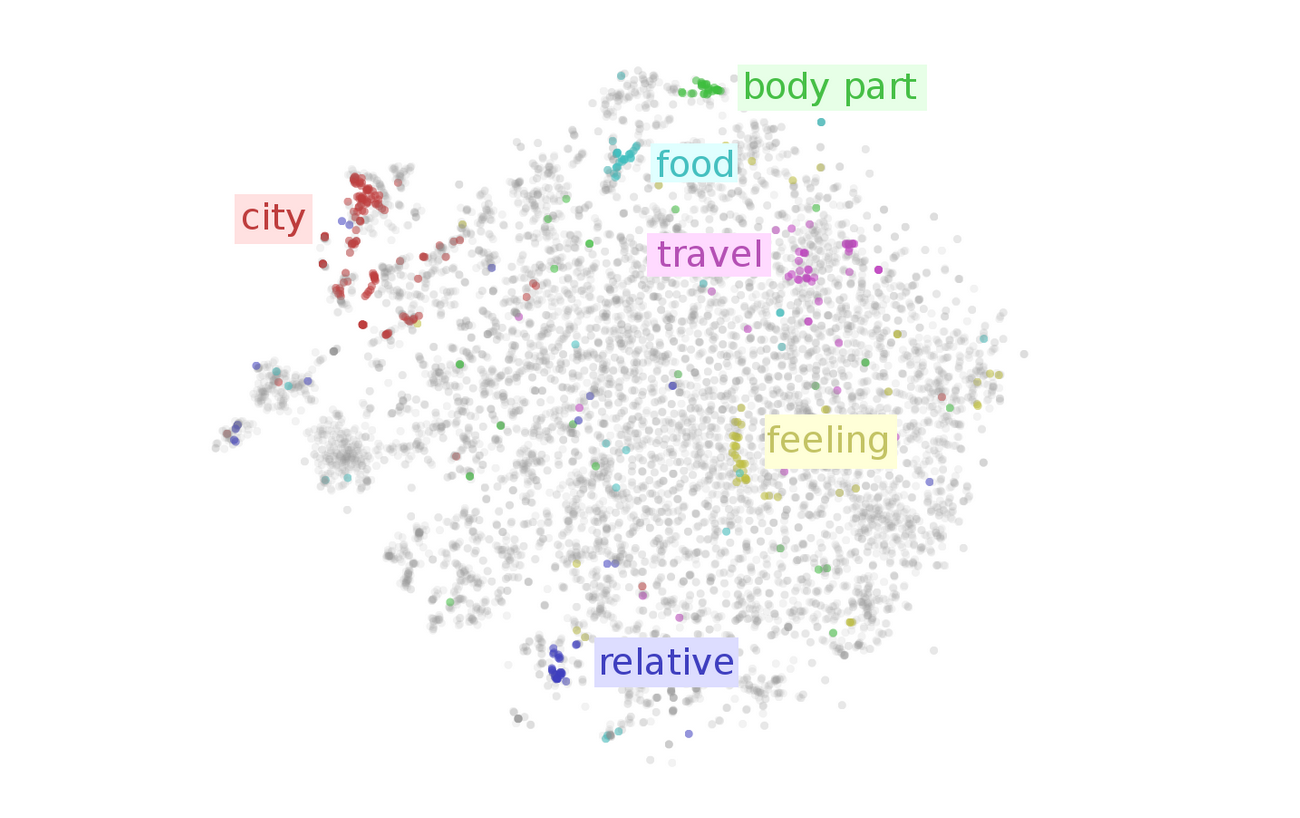 body part
food
city
travel
feeling
relative